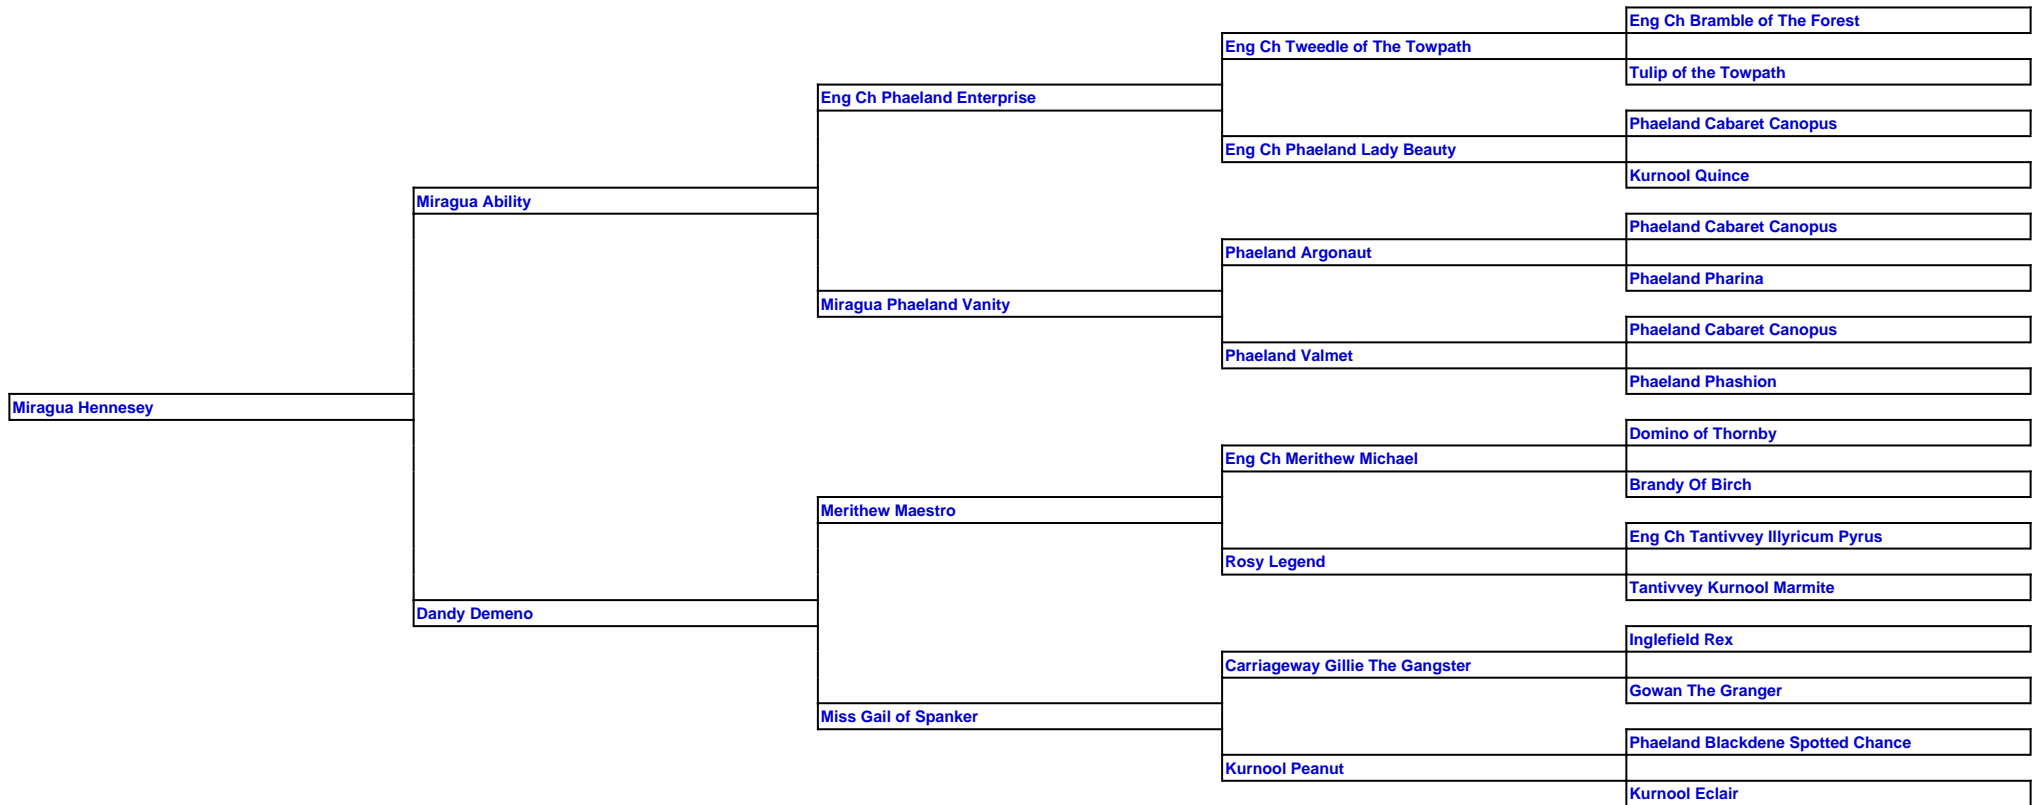 Eng Ch Bramble of The Forest
Eng Ch Tweedle of The Towpath
Tulip of the Towpath
Eng Ch Phaeland Enterprise
Phaeland Cabaret Canopus
Eng Ch Phaeland Lady Beauty
Kurnool Quince
Miragua Ability
Phaeland Cabaret Canopus
Phaeland Argonaut
Phaeland Pharina
Miragua Phaeland Vanity
Phaeland Cabaret Canopus
Phaeland Valmet
Phaeland Phashion
Miragua Hennesey
Domino of Thornby
Eng Ch Merithew Michael
Brandy Of Birch
Merithew Maestro
Eng Ch Tantivvey Illyricum Pyrus
Rosy Legend
Tantivvey Kurnool Marmite
Dandy Demeno
Inglefield Rex
Carriageway Gillie The Gangster
Gowan The Granger
Miss Gail of Spanker
Phaeland Blackdene Spotted Chance
Kurnool Peanut
Kurnool Eclair